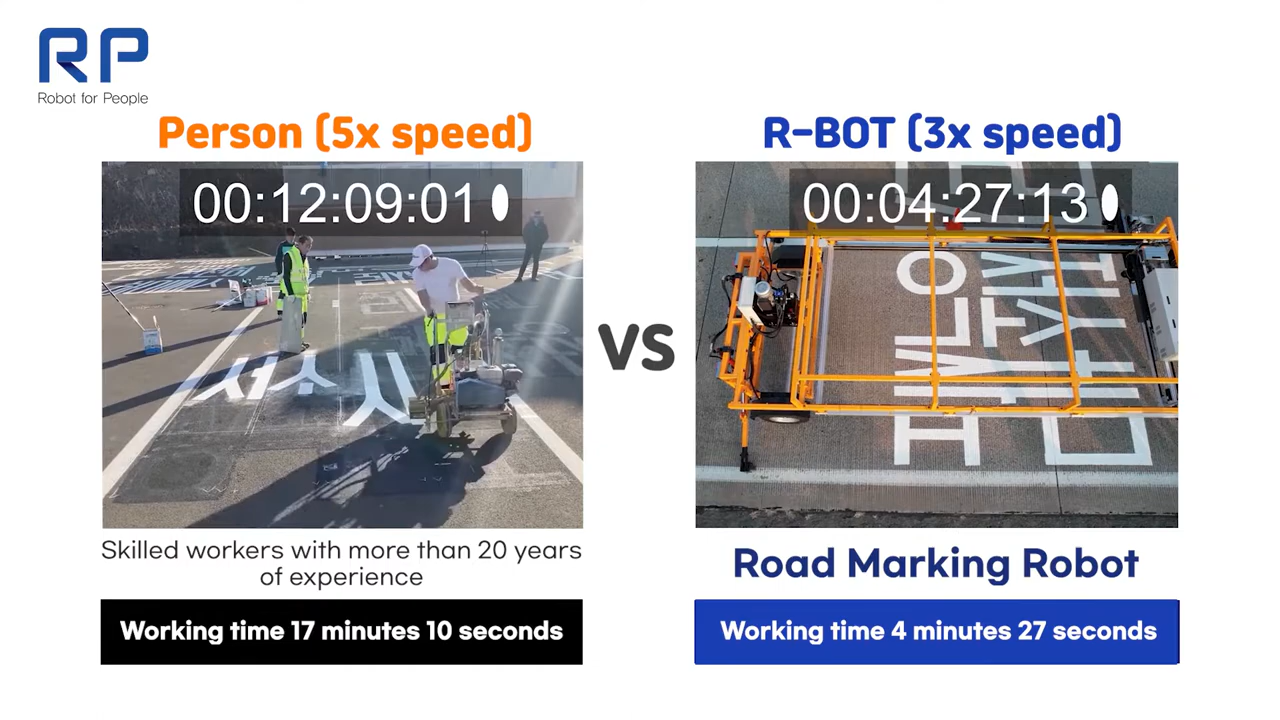 RP
Robot for People
Person (5x speed)
R-BOT (3x speed)
00:12:09:01
00:04:27:13
VS
Skilled workers with more than 20 years
of experience
Road Marking Robot
Working time 17 minutes 10 seconds
Working time 4 minutes 27 seconds